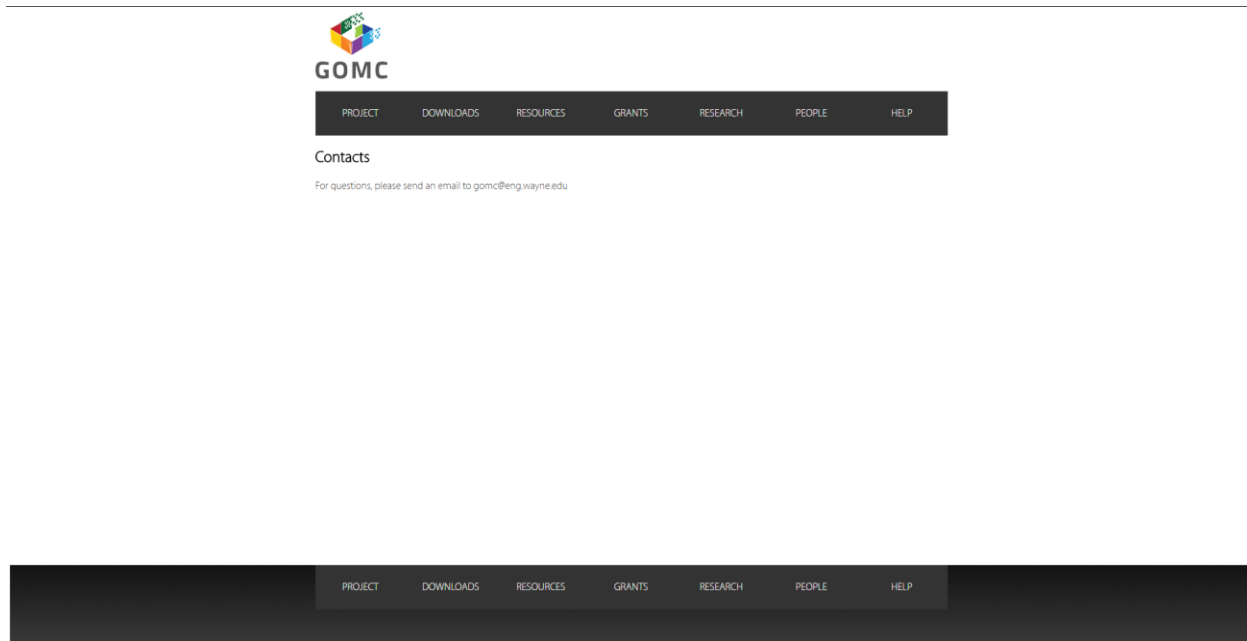 GOMC
PROJECT DOWNLOADS RESOURCES GRANTS RESEARCH PEOPLE HELP
Contacts
For questions, please send an email to gomc@eng.wayne.edu
PROJECT DOWNLOADS RESOURCES GRANTS RESEARCH PEOPLE HELP